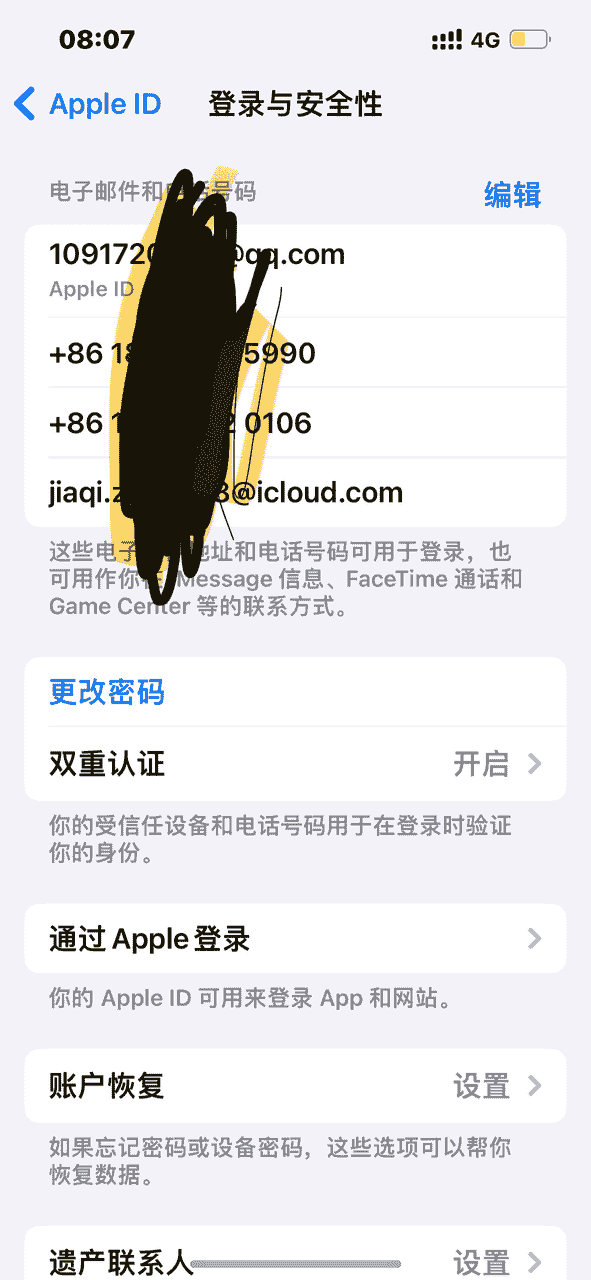 08:07
4G
Apple ID
登录与安全性
电子邮件和电话号码
编辑
109172 @qq.com
Apple ID
+86 18 5990
+86 1 2 0106
jiaqi.z 3@icloud.com
这些电子 地址和电话号码可用于登录，也
可用作你在 iMessage 信息、FaceTime 通话和
Game Center 等的联系方式。
更改密码
双重认证
开启
你的受信任设备和电话号码用于在登录时验证
你的身份。
通过 Apple 登录
你的 Apple ID 可用来登录 App 和网站。
账户恢复
设置
如果忘记密码或设备密码，这些选项可以帮你
恢复数据。
遗产联系人
设置